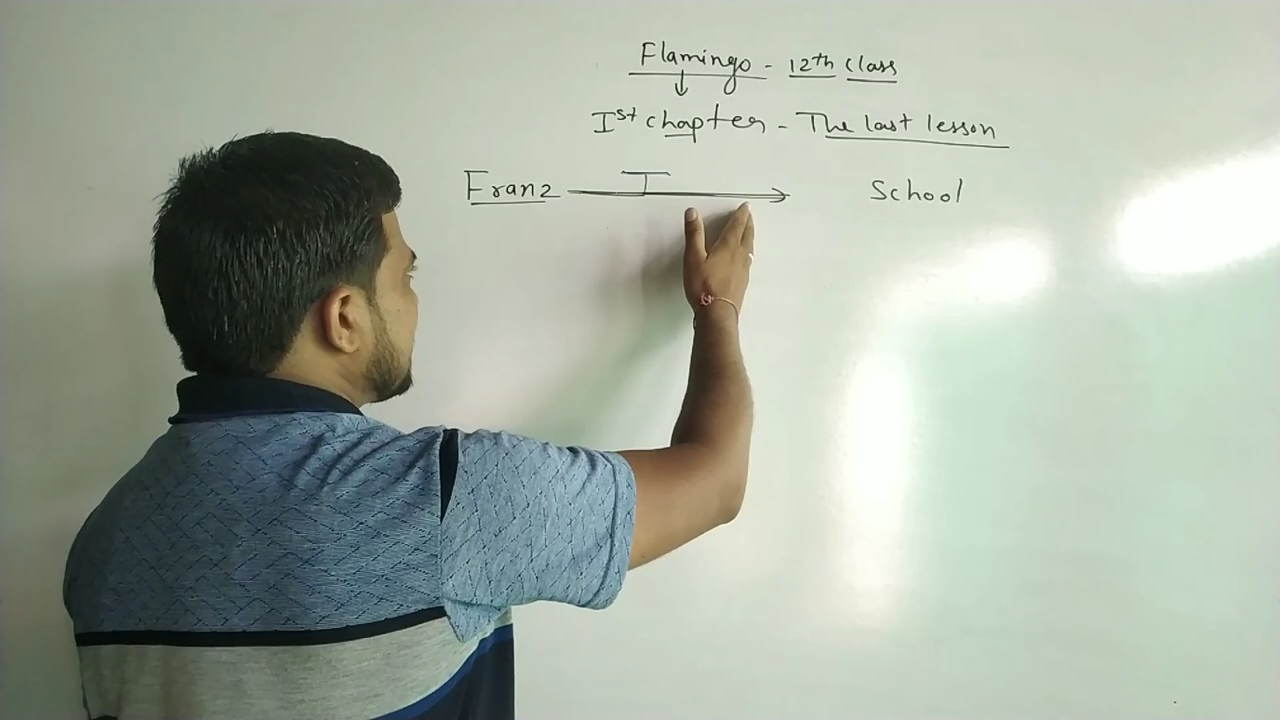 Flamingo - 12th class
Ist chapter - The last lesson
Franz School